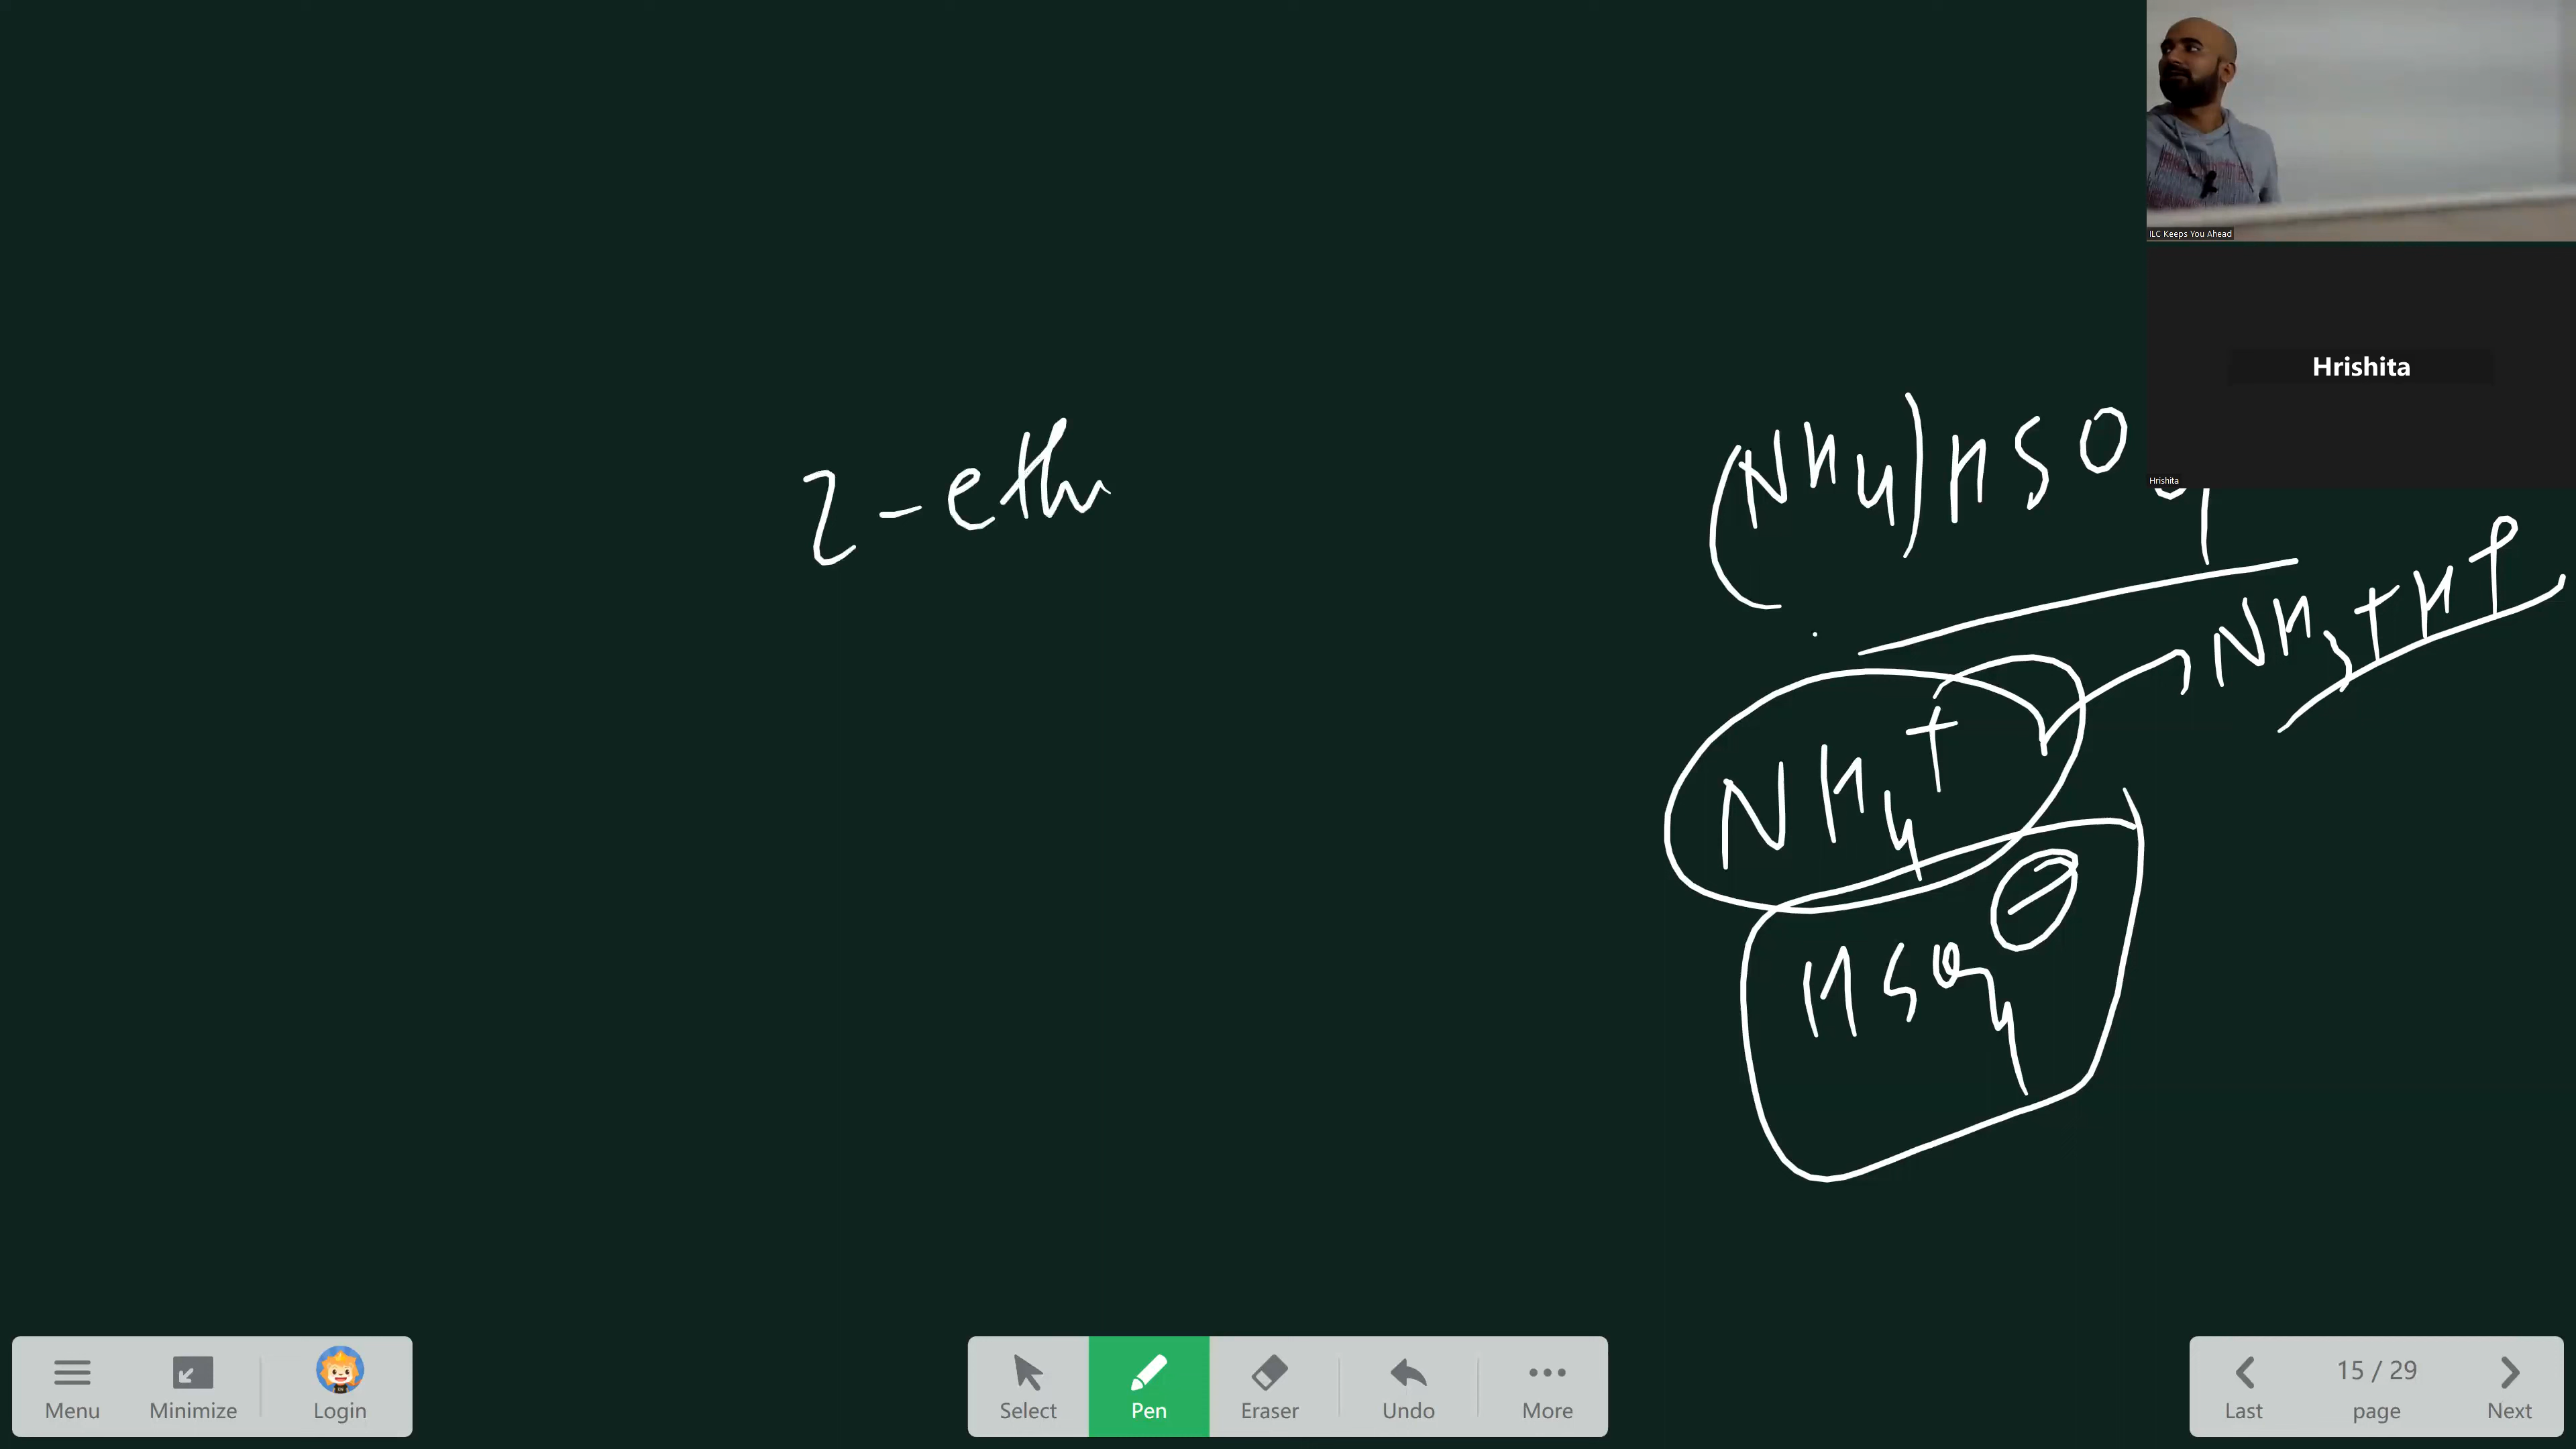 ILC Keeps You Ahead
Hrishita
Hrishita
2-eth
(NH4)HSO4
NH3+H+
NH4+
HSO4-
Menu
Minimize
Login
Select
Pen
Eraser
Undo
More
Last
15 / 29
page
Next